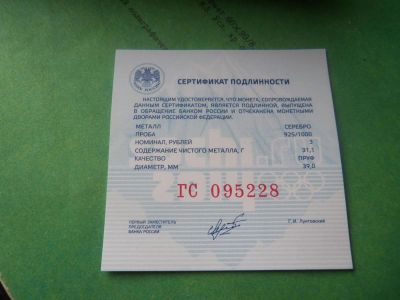 СЕРТИФИКАТ ПОДЛИННОСТИ
НАСТОЯЩИМ УДОСТОВЕРЯЕТСЯ, ЧТО МОНЕТА, СОПРОВОЖДАЕМАЯ
ДАННЫМ СЕРТИФИКАТОМ, ЯВЛЯЕТСЯ ПОДЛИННОЙ, ВЫПУЩЕНА
В ОБРАЩЕНИЕ БАНКОМ РОССИИ И ОТЧЕКАНЕНА МОНЕТНЫМИ
ДВОРАМИ РОССИЙСКОЙ ФЕДЕРАЦИИ.
МЕТАЛЛ СЕРЕБРО
ПРОБА 925/1000
НОМИНАЛ, РУБЛЕЙ 3
СОДЕРЖАНИЕ ЧИСТОГО МЕТАЛЛА, Г 31,1
КАЧЕСТВО ПРУФ
ДИАМЕТР, ММ 39,0
ГС 095228
ПЕРВЫЙ ЗАМЕСТИТЕЛЬ
ПРЕДСЕДАТЕЛЯ
БАНКА РОССИИ
Г.И. Лунтовский